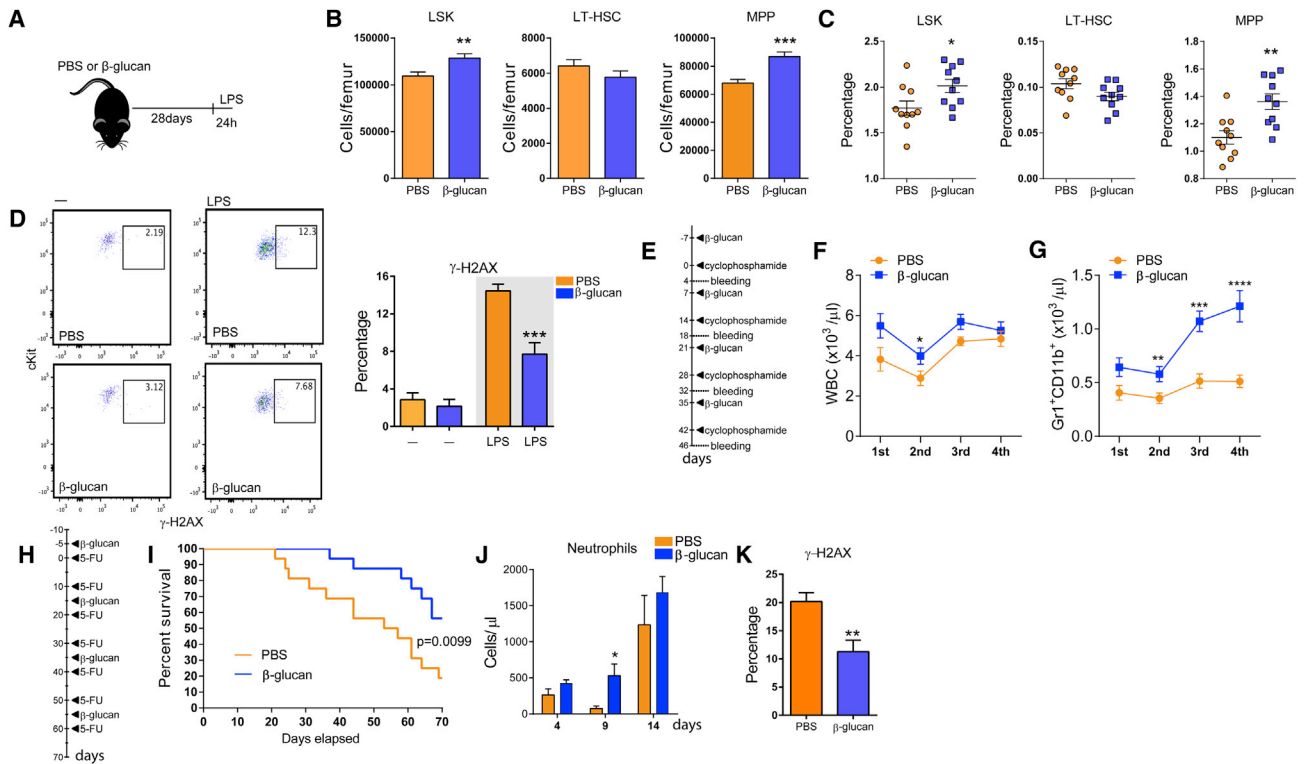 A
PBS or β-glucan
LPS
28days
24h
B
LSK
LT-HSC
MPP
Cells/femur
150000
100000
50000
0
**
PBS
β-glucan
Cells/femur
8000
6000
4000
2000
0
PBS
β-glucan
Cells/femur
100000
80000
60000
40000
20000
0
***
PBS
β-glucan
C
LSK
LT-HSC
MPP
Percentage
2.5
2.0
1.5
1.0
*
PBS
β-glucan
Percentage
0.15
0.10
0.05
0.00
PBS
β-glucan
Percentage
1.8
1.6
1.4
1.2
1.0
0.8
**
PBS
β-glucan
D
—
LPS
2.19
PBS
12.3
PBS
3.12
β-glucan
7.68
β-glucan
cKit
γ-H2AX
10⁵
10⁴
10³
0
-10³
-10³ 0 10³ 10⁴ 10⁵
γ-H2AX
PBS
β-glucan
Percentage
16
12
8
4
0
***
— — LPS LPS
E
-7 β-glucan
0 cyclophosphamide
4 bleeding
7 β-glucan
14 cyclophosphamide
18 bleeding
21 β-glucan
28 cyclophosphamide
32 bleeding
35 β-glucan
42 cyclophosphamide
46 bleeding
days
F
PBS
β-glucan
WBC (x10³ /μl)
8
6
4
2
0
*
1st 2nd 3rd 4th
G
PBS
β-glucan
Gr1⁺CD11b⁺ (x10³ /μl)
1.5
1.0
0.5
0.0
**
***
****
1st 2nd 3rd 4th
H
-10
-5 β-glucan
0 5-FU
10 5-FU
β-glucan
20 5-FU
30 5-FU
β-glucan
40 5-FU
50 5-FU
β-glucan
60 5-FU
70 days
I
Percent survival
100
90
80
70
60
50
40
30
20
10
0
PBS
β-glucan
p=0.0099
0 10 20 30 40 50 60 70
Days elapsed
J
Neutrophils
PBS
β-glucan
Cells/ μl
2000
1500
1000
500
0
*
4 9 14 days
K
γ-H2AX
Percentage
25
20
15
10
5
0
**
PBS
β-glucan